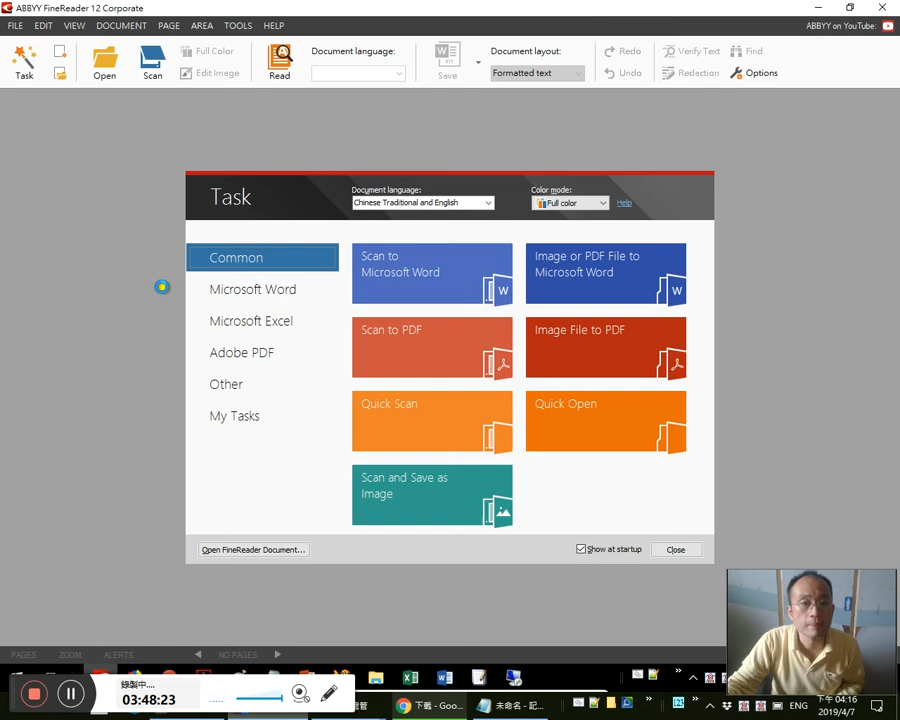 ABBYY FineReader 12 Corporate
FILE EDIT VIEW DOCUMENT PAGE AREA TOOLS HELP
ABBYY on YouTube:
Task
Open
Scan
Full Color
Edit Image
Read
Document language:
Save
Document layout:
Formatted text
Redo
Undo
Verify Text
Find
Redaction
Options
Task
Document language:
Chinese Traditional and English
Color mode:
Full color
Help
Common
Microsoft Word
Microsoft Excel
Adobe PDF
Other
My Tasks
Scan to
Microsoft Word
Image or PDF File to
Microsoft Word
Scan to PDF
Image File to PDF
Quick Scan
Quick Open
Scan and Save as
Image
Open FineReader Document...
Show at startup
Close
PAGES ZOOM ALERTS NO PAGES
錄製中....
03:48:23
下載 - Goo...
未命名 - 記...
ENG
下午 04:16
2019/4/7